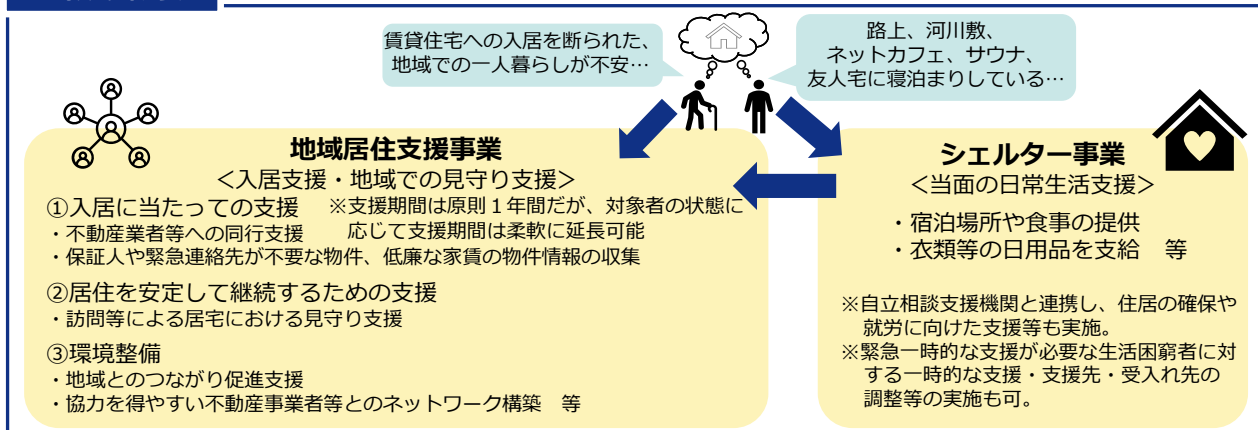 賃貸住宅への入居を断られた、
地域での一人暮らしが不安…
路上、河川敷、
ネットカフェ、サウナ、
友人宅に寝泊まりしている…
地域居住支援事業
＜入居支援・地域での見守り支援＞
①入居に当たっての支援　※支援期間は原則１年間だが、対象者の状態に
・不動産業者等への同行支援　応じて支援期間は柔軟に延長可能
・保証人や緊急連絡先が不要な物件、低廉な家賃の物件情報の収集
②居住を安定して継続するための支援
・訪問等による居宅における見守り支援
③環境整備
・地域とのつながり促進支援
・協力を得やすい不動産事業者等とのネットワーク構築　等
シェルター事業
＜当面の日常生活支援＞
・宿泊場所や食事の提供
・衣類等の日用品を支給　等
※自立相談支援機関と連携し、住居の確保や
就労に向けた支援等も実施。
※緊急一時的な支援が必要な生活困窮者に対
する一時的な支援・支援先・受入れ先の
調整等の実施も可。